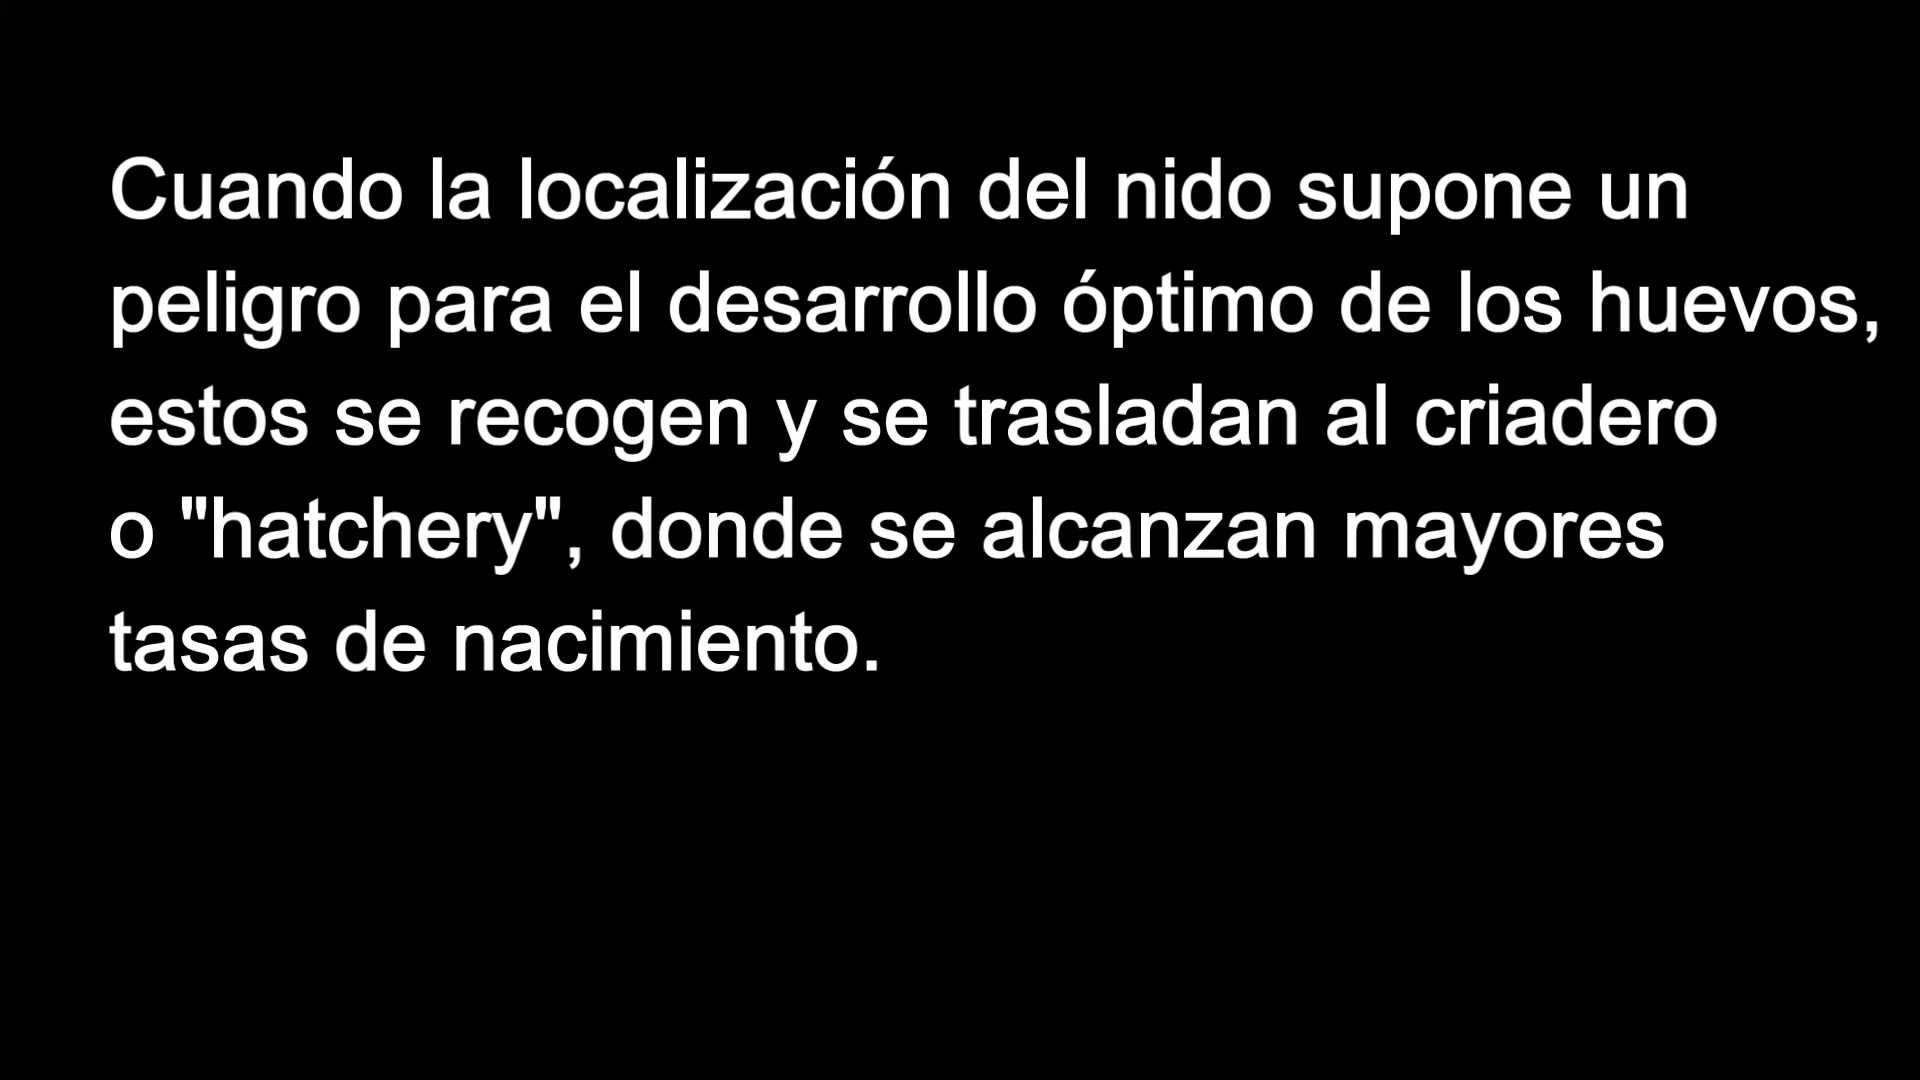 Cuando la localización del nido supone un
peligro para el desarrollo óptimo de los huevos,
estos se recogen y se trasladan al criadero
o "hatchery", donde se alcanzan mayores
tasas de nacimiento.